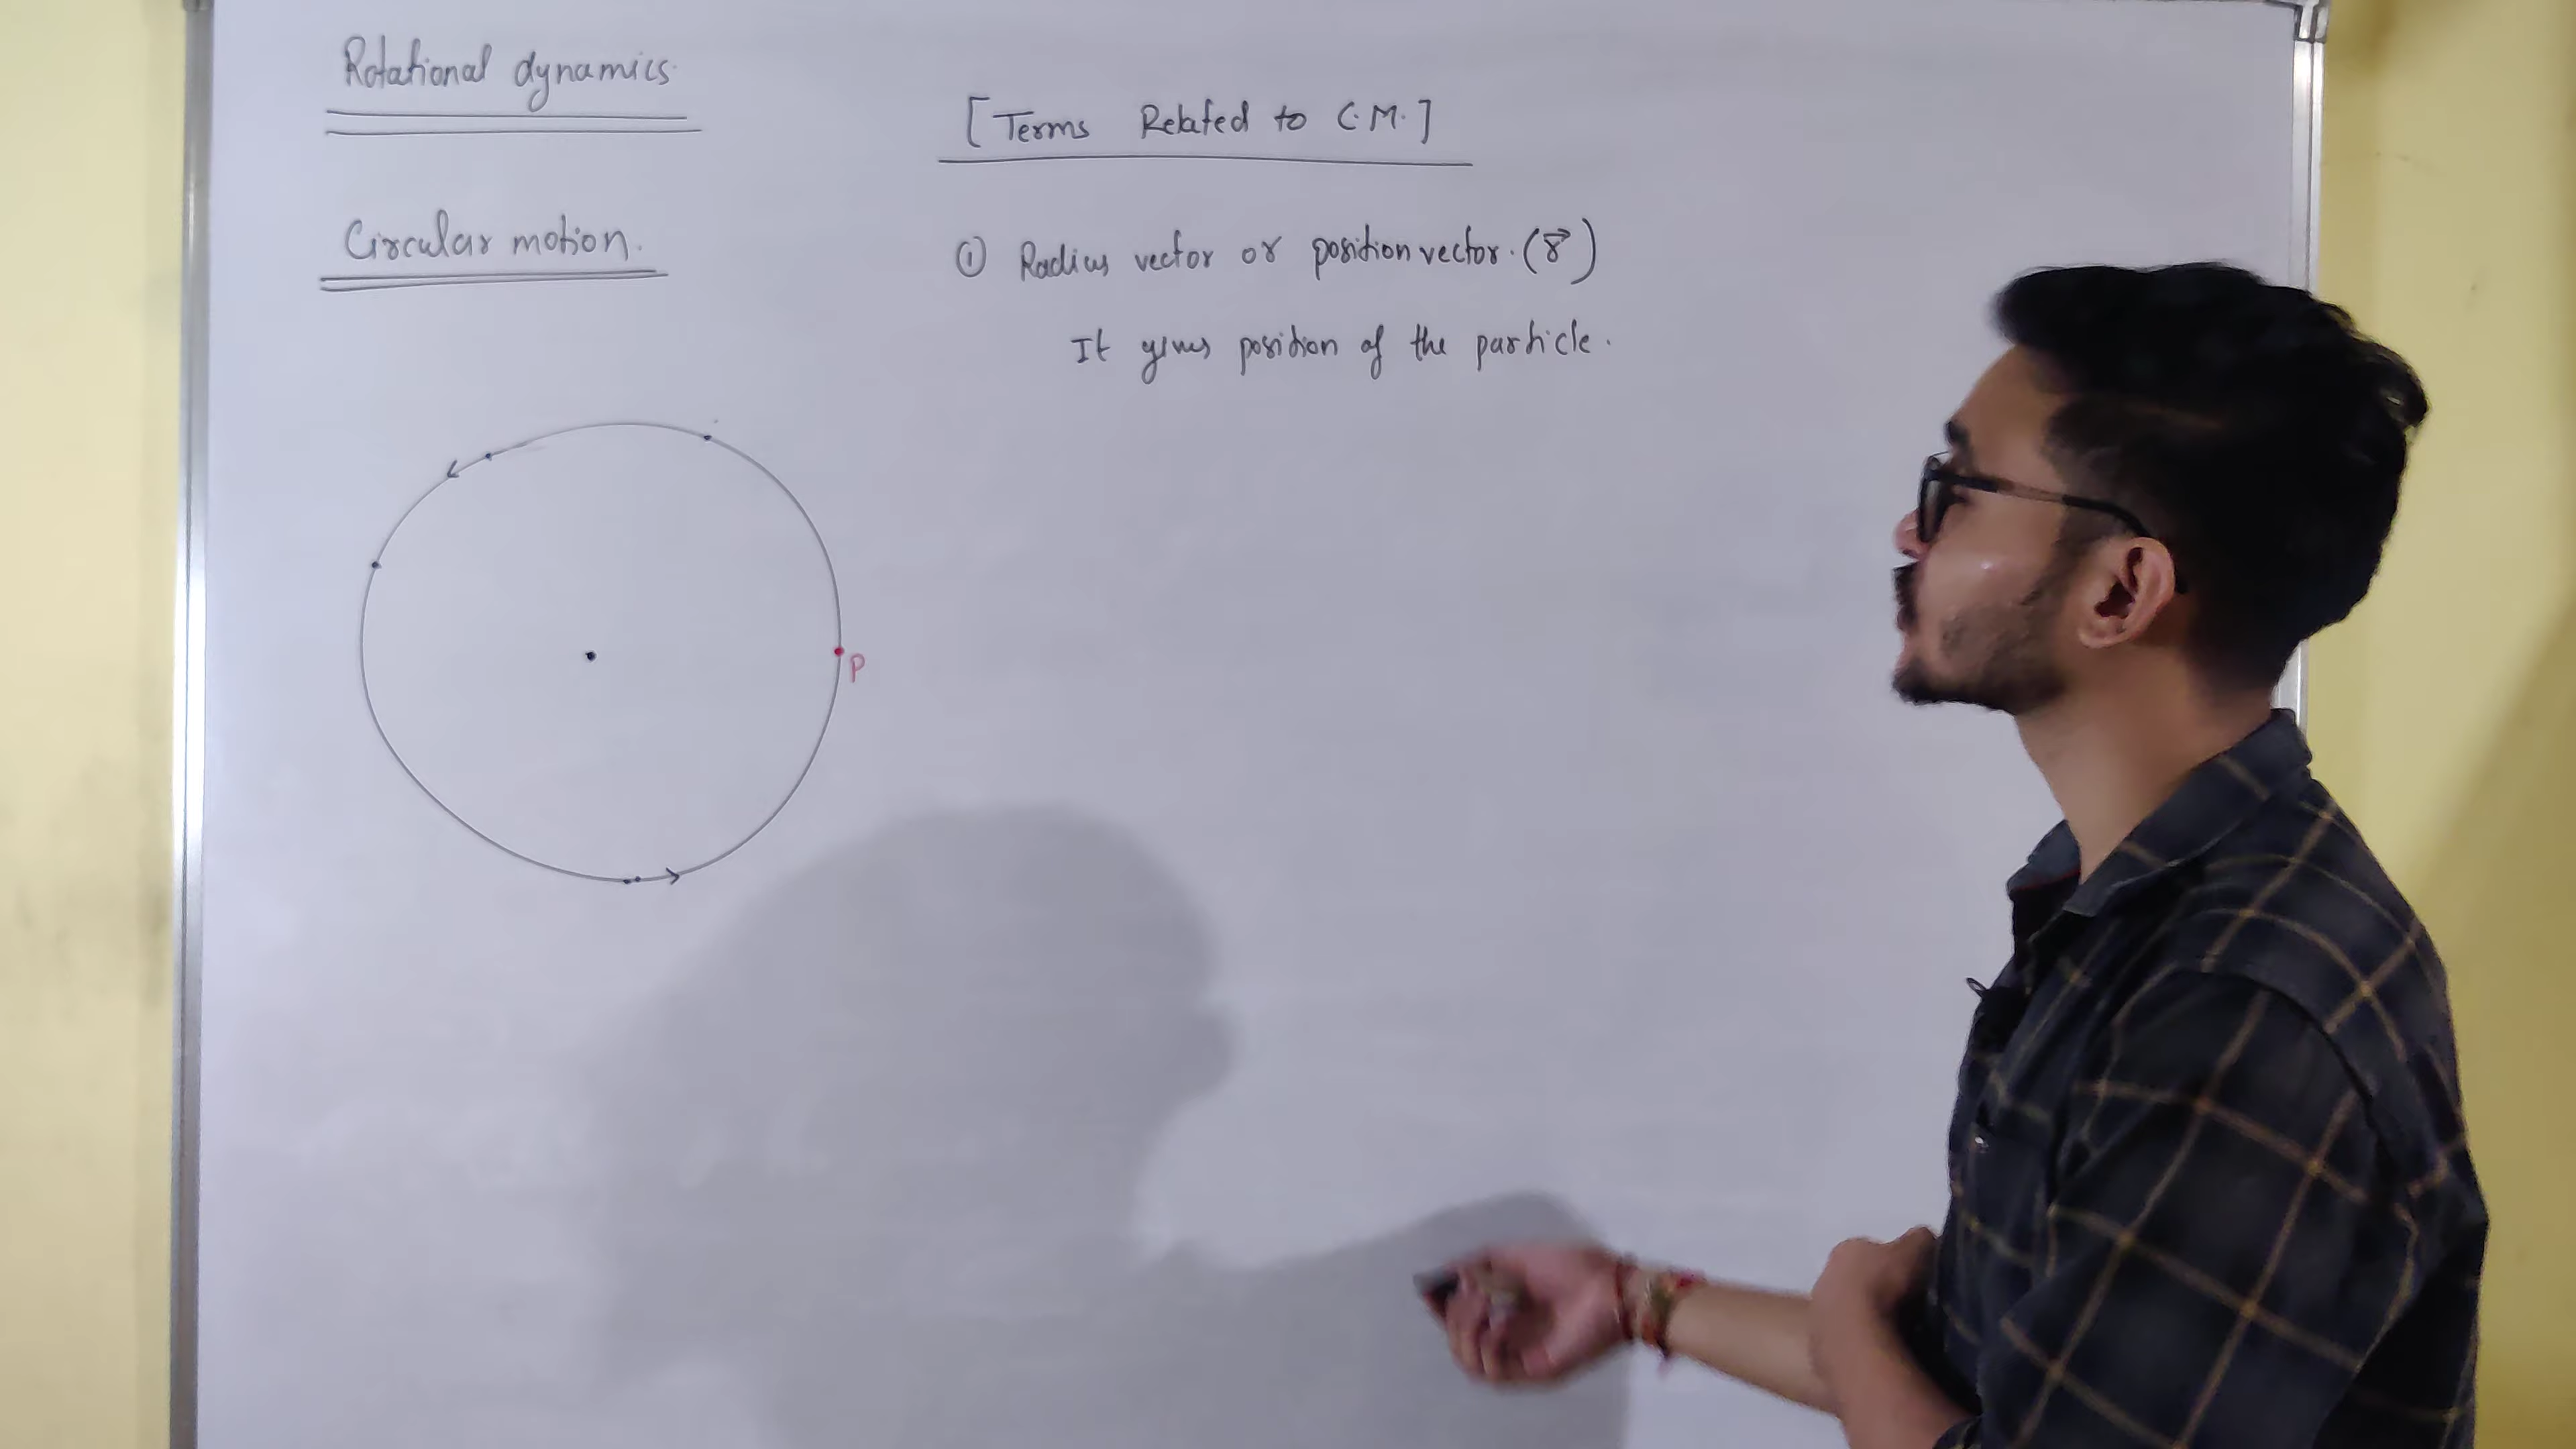 Rotational dynamics.
Circular motion.
P
[Terms Related to C.M.]
① Radius vector or position vector. (r⃗)
It gives position of the particle.